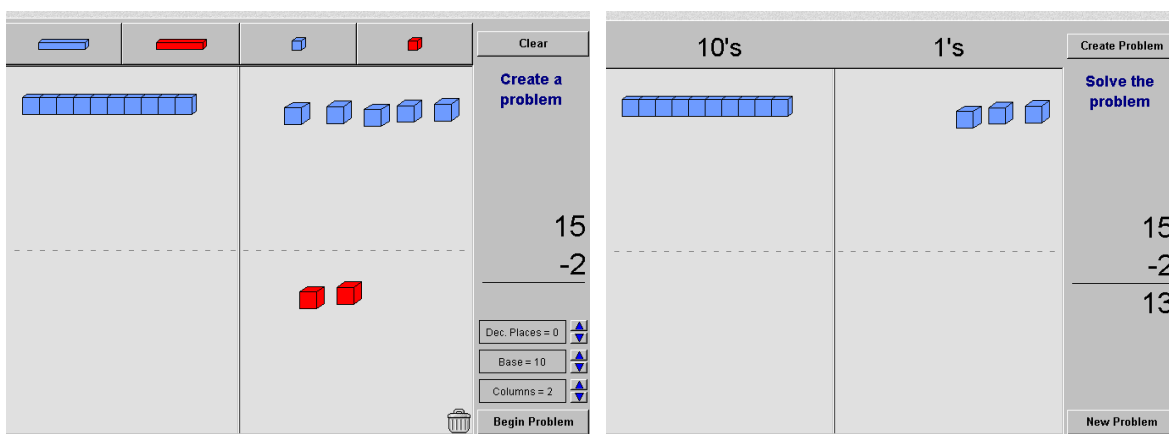 Clear
Create a
problem
15
-2
Dec. Places = 0
Base = 10
Columns = 2
Begin Problem
10's 1's
Create Problem
Solve the
problem
15
-2
13
New Problem